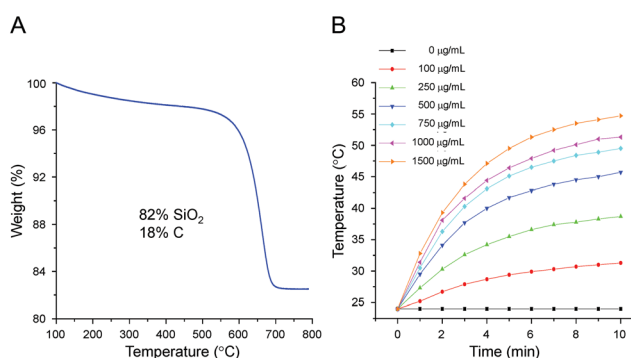 A
100
96
92
88
84
80
Weight (%)
82% SiO₂
18% C
100 200 300 400 500 600 700 800
Temperature (°C)
B
0 µg/mL
100 µg/mL
250 µg/mL
500 µg/mL
750 µg/mL
1000 µg/mL
1500 µg/mL
60
55
50
45
40
35
30
25
Temperature (°C)
0 2 4 6 8 10
Time (min)